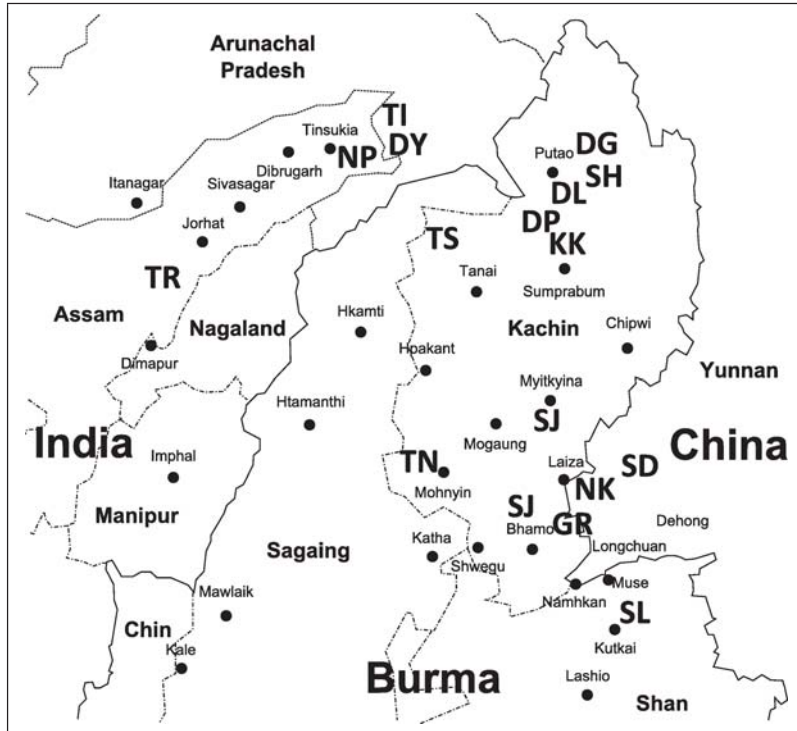 Arunachal
Pradesh
TI
Tinsukia
DY
NP
Dibrugarh
DG
Putao
SH
Itanagar
Sivasagar
DL
DP
Jorhat
TS
KK
TR
Tanai
Sumprabum
Assam
Nagaland
Hkamti
Kachin
Chipwi
Dimapur
Hpakant
Yunnan
Myitkyina
Htamanthi
SJ
India
Mogaung
China
Imphal
TN
Laiza
SD
Mohnyin
NK
Manipur
SJ
GR
Dehong
Sagaing
Katha
Bhamo
Longchuan
Shwegu
Mawlaik
Namhkan
Muse
Chin
SL
Kutkai
Kale
Burma
Lashio
Shan